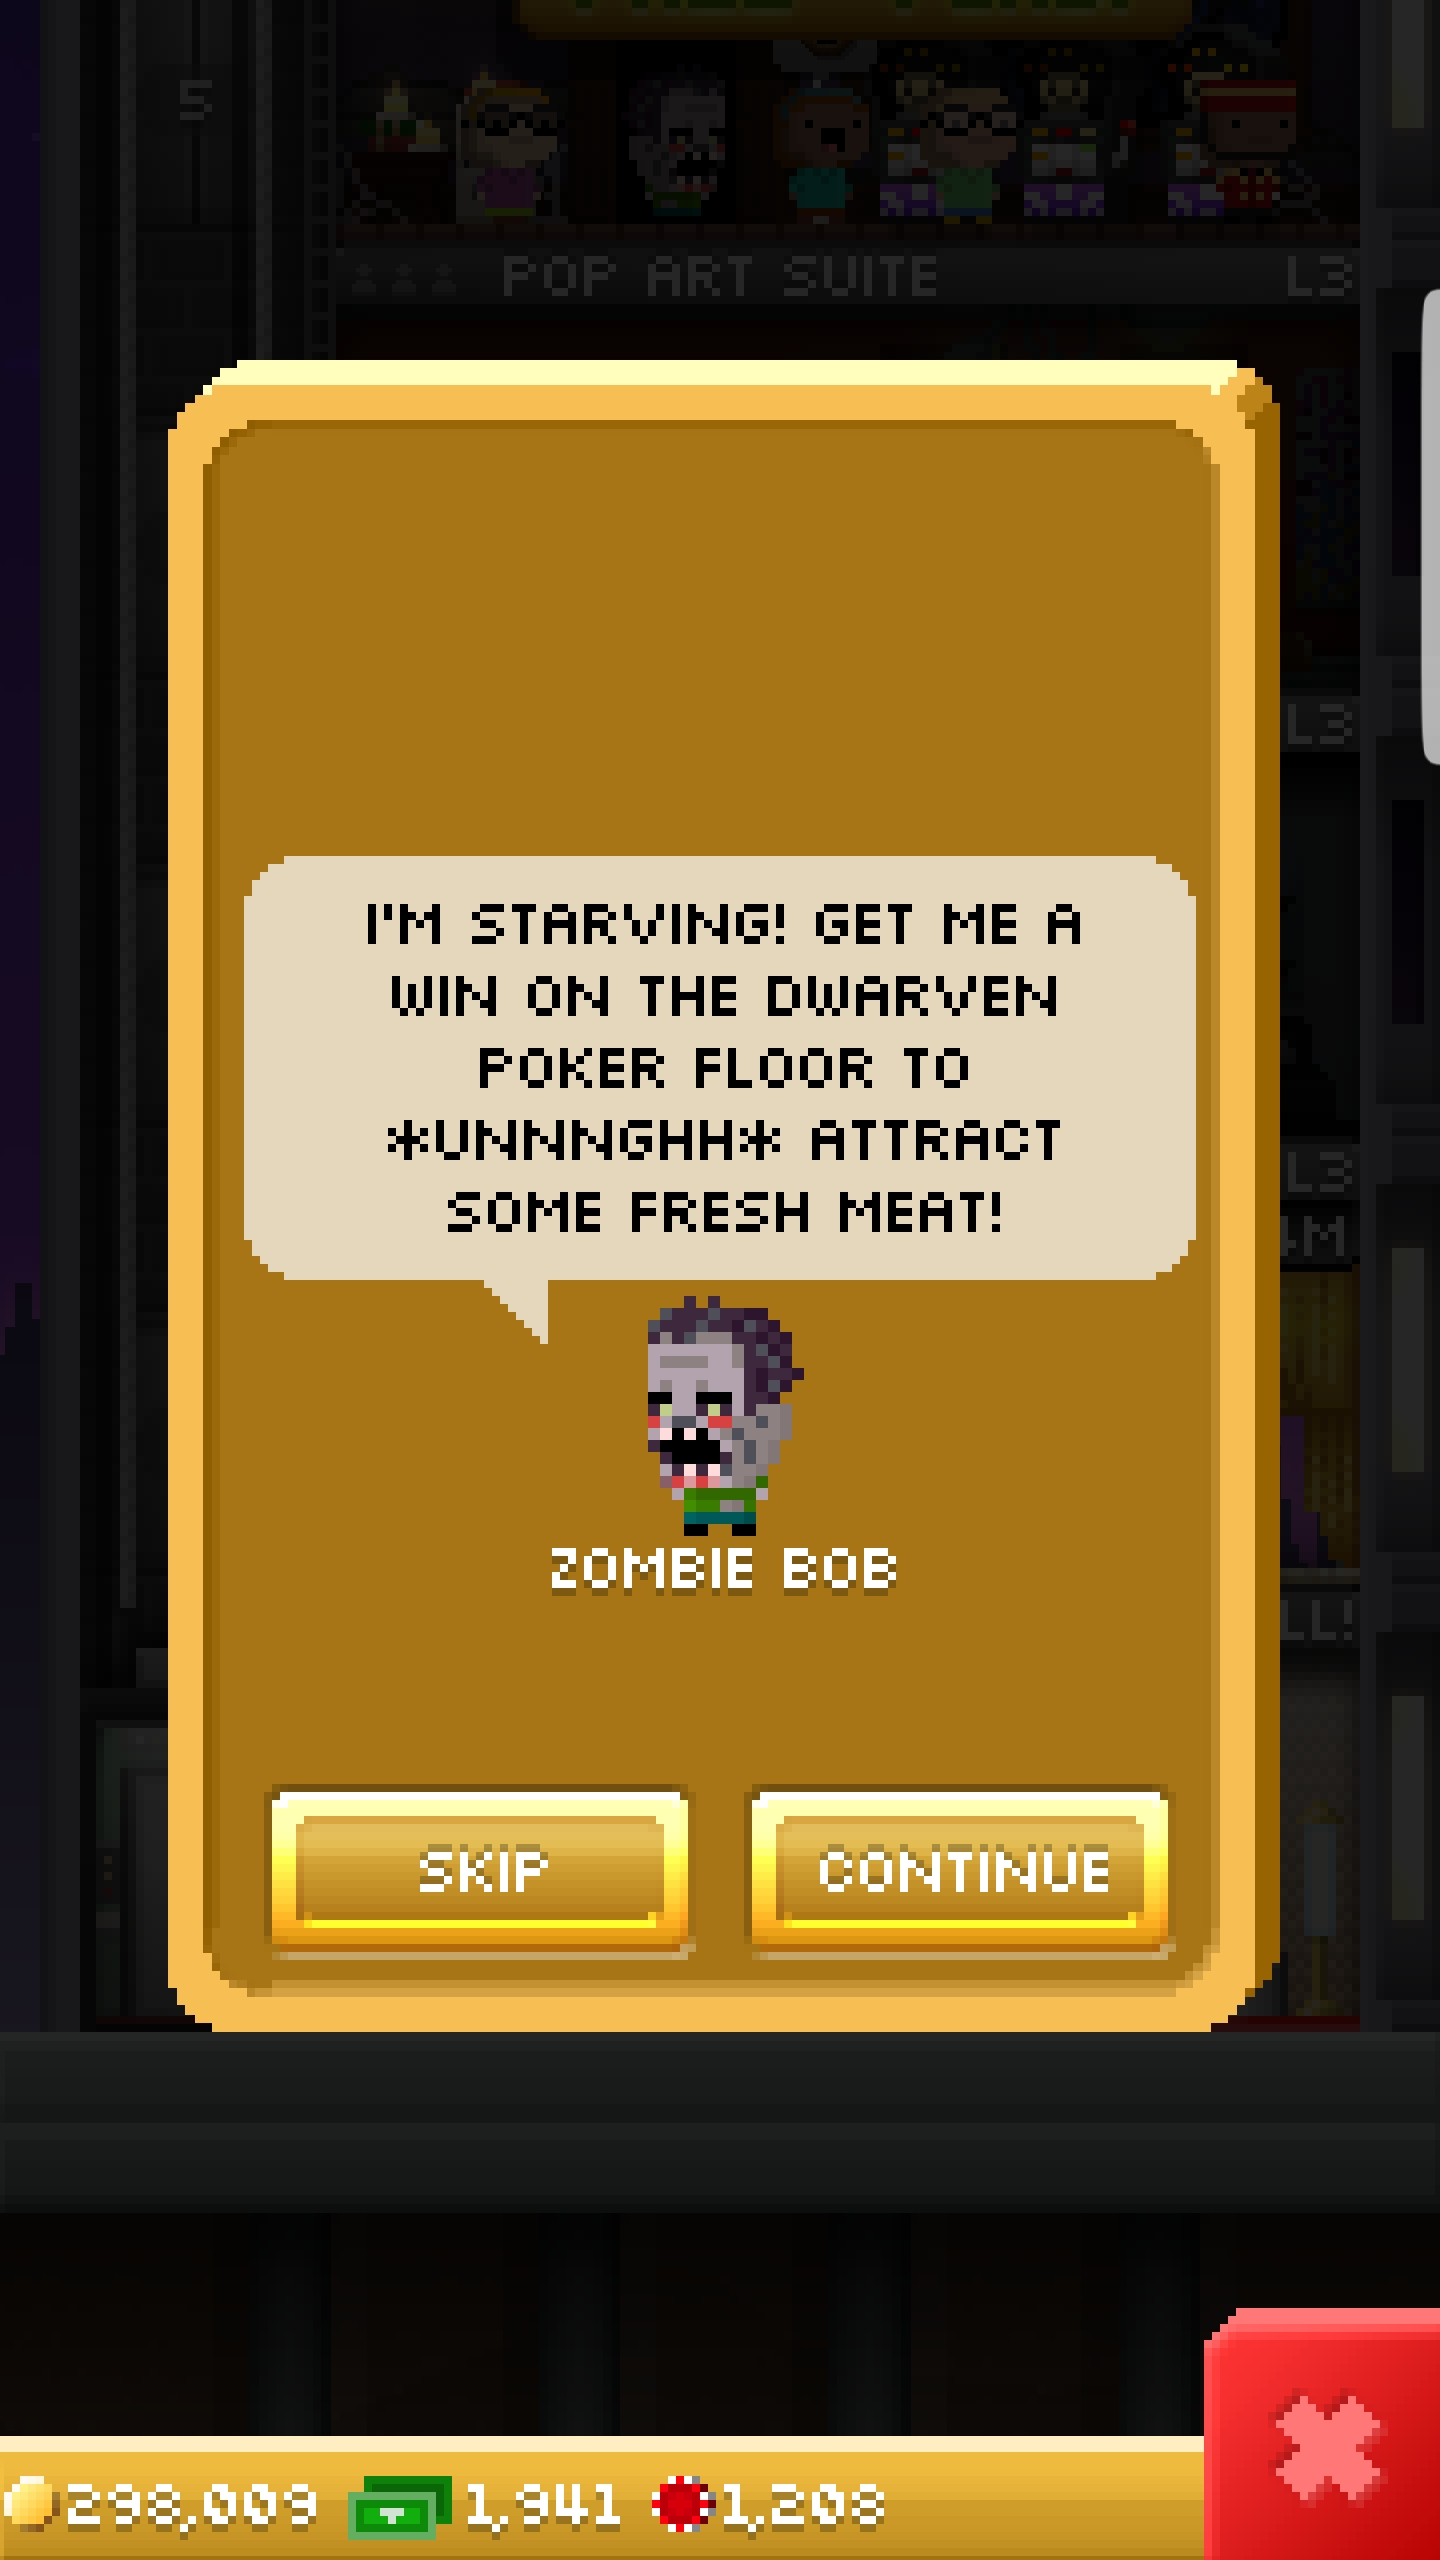 5
POP ART SUITE L3
L3
I'M STARVING! GET ME A
WIN ON THE DWARVEN
POKER FLOOR TO
*UNNNGHH* ATTRACT
SOME FRESH MEAT!
L3
ZOMBIE BOB
SKIP CONTINUE
298,009 1,941 1,208